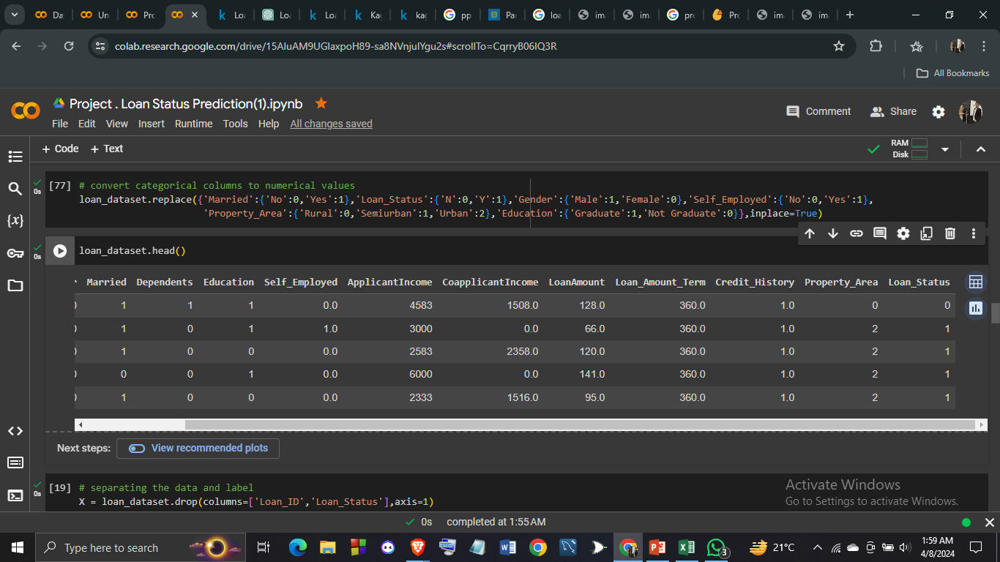 Da
Un
Pro
Loa
Loa
Loa
Kag
kag
pp
Par
loa
ima
ima
pro
Pro
ima
ima
colab.research.google.com/drive/15AIuAM9UGIaxpoH89-sa8NVnjulYgu2s#scrollTo=CqrryB06IQ3R
All Bookmarks
Project . Loan Status Prediction(1).ipynb
Comment
Share
File Edit View Insert Runtime Tools Help All changes saved
+ Code + Text
RAM
Disk
[77] # convert categorical columns to numerical values
0s
loan_dataset.replace({'Married':{'No':0,'Yes':1},'Loan_Status':{'N':0,'Y':1},'Gender':{'Male':1,'Female':0},'Self_Employed':{'No':0,'Yes':1},
'Property_Area':{'Rural':0,'Semiurban':1,'Urban':2},'Education':{'Graduate':1,'Not Graduate':0}},inplace=True)
{x}
0s
loan_dataset.head()
Married Dependents Education Self_Employed ApplicantIncome CoapplicantIncome LoanAmount Loan_Amount_Term Credit_History Property_Area Loan_Status
1 1 1 0.0 4583 1508.0 128.0 360.0 1.0 0 0
1 0 1 1.0 3000 0.0 66.0 360.0 1.0 2 1
1 0 0 0.0 2583 2358.0 120.0 360.0 1.0 2 1
0 0 1 0.0 6000 0.0 141.0 360.0 1.0 2 1
1 0 0 0.0 2333 1516.0 95.0 360.0 1.0 2 1
Next steps: View recommended plots
[19] # separating the data and label
0s
X = loan_dataset.drop(columns=['Loan_ID','Loan_Status'],axis=1)
Activate Windows
Go to Settings to activate Windows.
0s completed at 1:55 AM
Type here to search
3
21°C
1:59 AM
4/8/2024